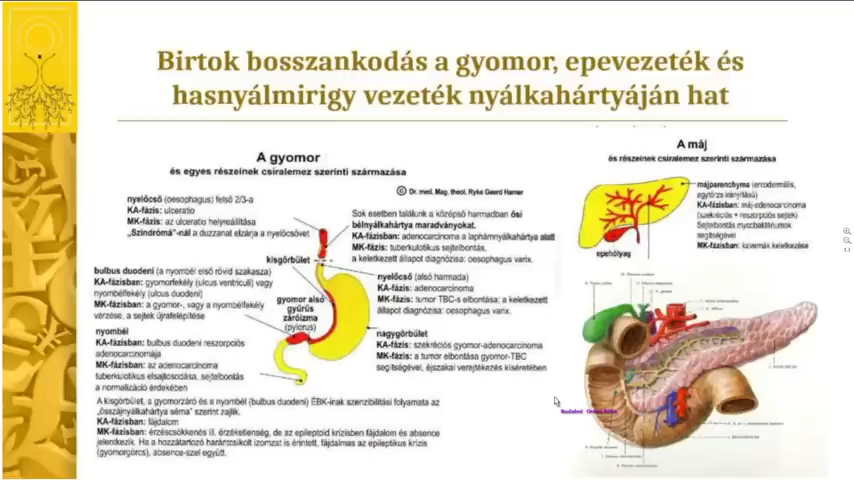 Birtok bosszankodás a gyomor, epevezeték és
hasnyálmirigy vezeték nyálkahártyáján hat
A gyomor
és egyes részeinek csíralemez szerinti származása
© Dr. med. Mag. theol. Ryke Geerd Hamer
nyelőcső (oesophagus) felső 2/3-a
KA-fázis: ulceratio
MK-fázis: az ulceratio helyreállítása
„Szindróma"-nál a duzzanat elzárja a nyelőcsövet
Sok esetben találunk a középső harmadban ősi
bélnyálkahártya maradványokat.
KA-fázisban: adenocarcinoma a laphámnyálkahártya alatt
MK-fázis: tuberkulotikus sejtelbontás,
a keletkezett állapot diagnózisa: oesophagus varix.
kisgörbület
bulbus duodeni (a nyombél első rövid szakasza)
KA-fázisban: gyomorfekély (ulcus ventriculi) vagy
nyombélfekély (ulcus duodeni)
MK-fázisban: a gyomor-, vagy a nyombélfekély
vérzése, a sejtek újrafelépítése
nyelőcső (alsó harmada)
KA-fázis: adenocarcinoma
MK-fázis: tumor TBC-s elbontása; a keletkezett
állapot diagnózisa: oesophagus varix.
gyomor alsó
gyűrűs
záróizma
(pylorus)
nyombél
KA-fázisban: bulbus duodeni reszorpciós
adenocarcinomája
MK-fázisban: az adenocarcinoma
tuberkulotikus elsajtosodása, sejtelbontás
a normalizáció érdekében
nagygörbület
KA-fázis: szekréciós gyomor-adenocarcinoma
MK-fázis: a tumor elbontása gyomor-TBC
segítségével, éjszakai verejtékezés kíséretében
A kisgörbület, a gyomorzáró és a nyombél (bulbus duodeni) ÉBK-irak szenzibilitási folyamata az
„összájnyálkahártya séma" szerint zajlik.
KA-fázisban: fájdalom
MK-fázisban: érzéscsökkenés ill. érzéketlenség, de az epileptoid krízisben fájdalom és absence
jelenkezik. Ha a hozzátartozó harántcsíkolt izomzat is érintett, fájdalmas az epileptikus krízis
(gyomorgörcs), absence-szel együtt.
A máj
és részeinek csíralemez szerinti származása
májparenchyma (entodermális,
agytörzs irányítású)
KA-fázisban: máj-adenocarcinoma
(szekréciós + reszorpciós sejtek)
Sejtelbontás mycobaktériumok
segítségével
MK-fázisban: kavernák keletkezése
epehólyag